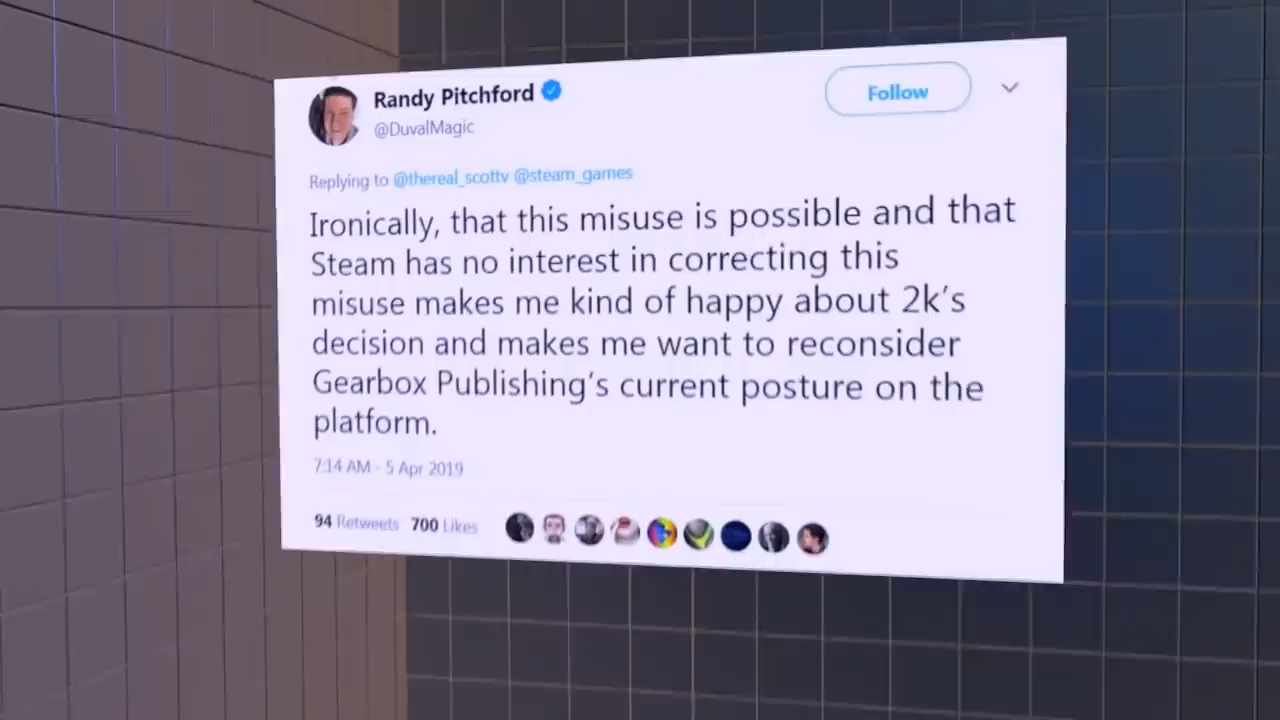 Randy Pitchford
@DuvalMagic
Follow
Replying to @thereal_scottv @steam_games
Ironically, that this misuse is possible and that
Steam has no interest in correcting this
misuse makes me kind of happy about 2k's
decision and makes me want to reconsider
Gearbox Publishing's current posture on the
platform.
7:14 AM - 5 Apr 2019
94 Retweets 700 Likes